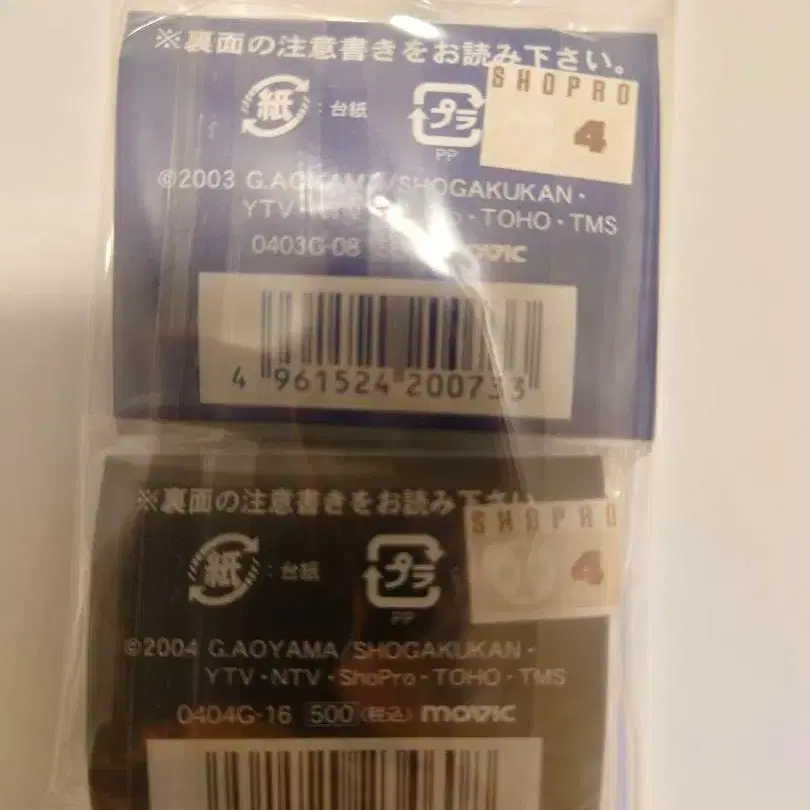 ※裏面の注意書きをお読み下さい。
SHOPRO
4
紙 : 台紙
プラ
PP
©2003 G.AOYAMA/SHOGAKUKAN・
YTV・ ・TOHO・TMS
0403G-08 movic
4 961524 200733
※裏面の注意書きをお読み下さい
SHOPRO
4
紙 : 台紙
プラ :
PP
©2004 G.AOYAMA/SHOGAKUKAN・
YTV・NTV・ShoPro・TOHO・TMS
0404G-16 500(税込) movic